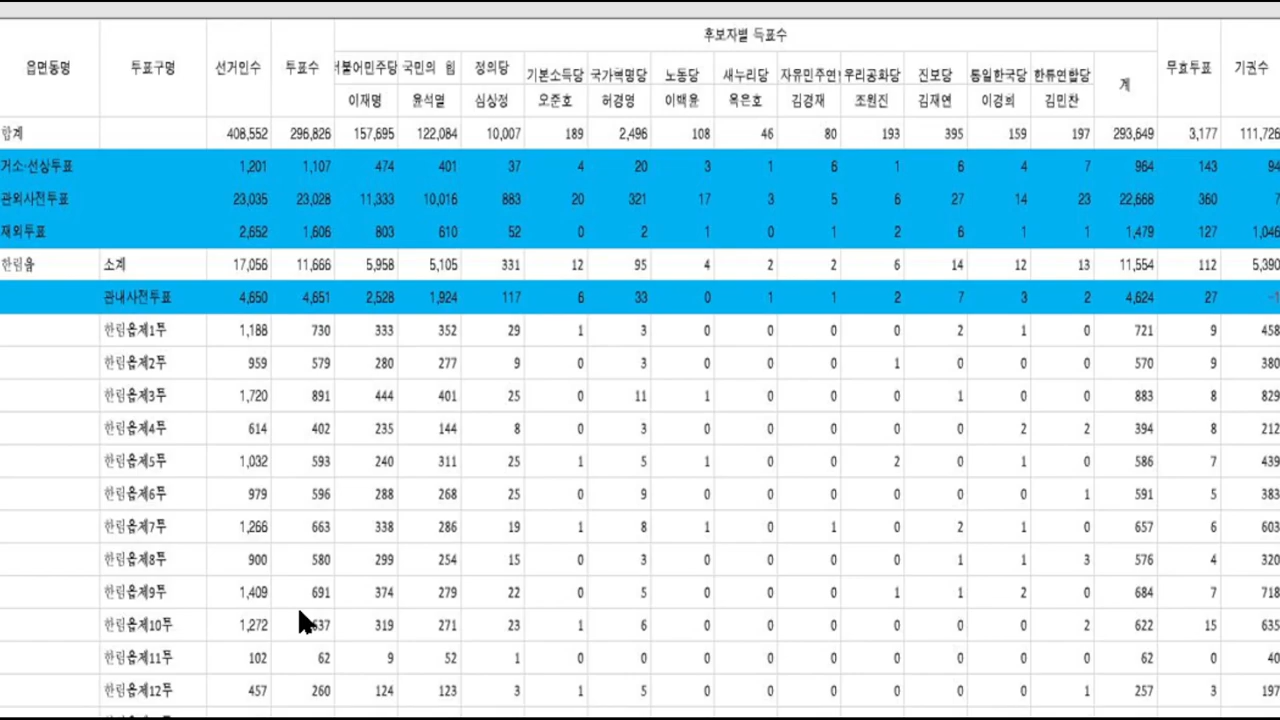 후보자별 득표수
읍면동명 투표구명 선거인수 투표수 더불어민주당 국민의 힘 정의당 기본소득당 국가혁명당 노동당 새누리당 자유민주연 우리공화당 진보당 통일한국당 한류연합당 계 무효투표 기권수
이재명 윤석열 심상정 오준호 허경영 이백윤 옥은호 김경재 조원진 김재연 이경희 김민찬
합계 408,552 296,826 157,695 122,084 10,007 189 2,496 108 46 80 193 395 159 197 293,649 3,177 111,726
거소·선상투표 1,201 1,107 474 401 37 4 20 3 1 6 1 6 4 7 964 143 94
관외사전투표 23,035 23,028 11,333 10,016 883 20 321 17 3 5 6 27 14 23 22,668 360 7
재외투표 2,652 1,606 803 610 52 0 2 1 0 1 2 6 1 1 1,479 127 1,046
한림읍 소계 17,056 11,666 5,958 5,105 331 12 95 4 2 2 6 14 12 13 11,554 112 5,390
관내사전투표 4,650 4,651 2,528 1,924 117 6 33 0 1 1 2 7 3 2 4,624 27 -1
한림읍제1투 1,188 730 333 352 29 1 3 0 0 0 0 2 1 0 721 9 458
한림읍제2투 959 579 280 277 9 0 3 0 0 0 1 0 0 0 570 9 380
한림읍제3투 1,720 891 444 401 25 0 11 1 0 0 0 1 0 0 883 8 829
한림읍제4투 614 402 235 144 8 0 3 0 0 0 0 0 2 2 394 8 212
한림읍제5투 1,032 593 240 311 25 1 5 1 0 0 2 0 1 0 586 7 439
한림읍제6투 979 596 288 268 25 0 9 0 0 0 0 0 0 1 591 5 383
한림읍제7투 1,266 663 338 286 19 1 8 1 0 1 0 2 1 0 657 6 603
한림읍제8투 900 580 299 254 15 0 3 0 0 0 0 1 1 3 576 4 320
한림읍제9투 1,409 691 374 279 22 0 5 0 0 0 1 1 2 0 684 7 718
한림읍제10투 1,272 637 319 271 23 1 6 0 0 0 0 0 0 2 622 15 635
한림읍제11투 102 62 9 52 1 0 0 0 0 0 0 0 0 0 62 0 40
한림읍제12투 457 260 124 123 3 1 5 0 0 0 0 0 0 1 257 3 197